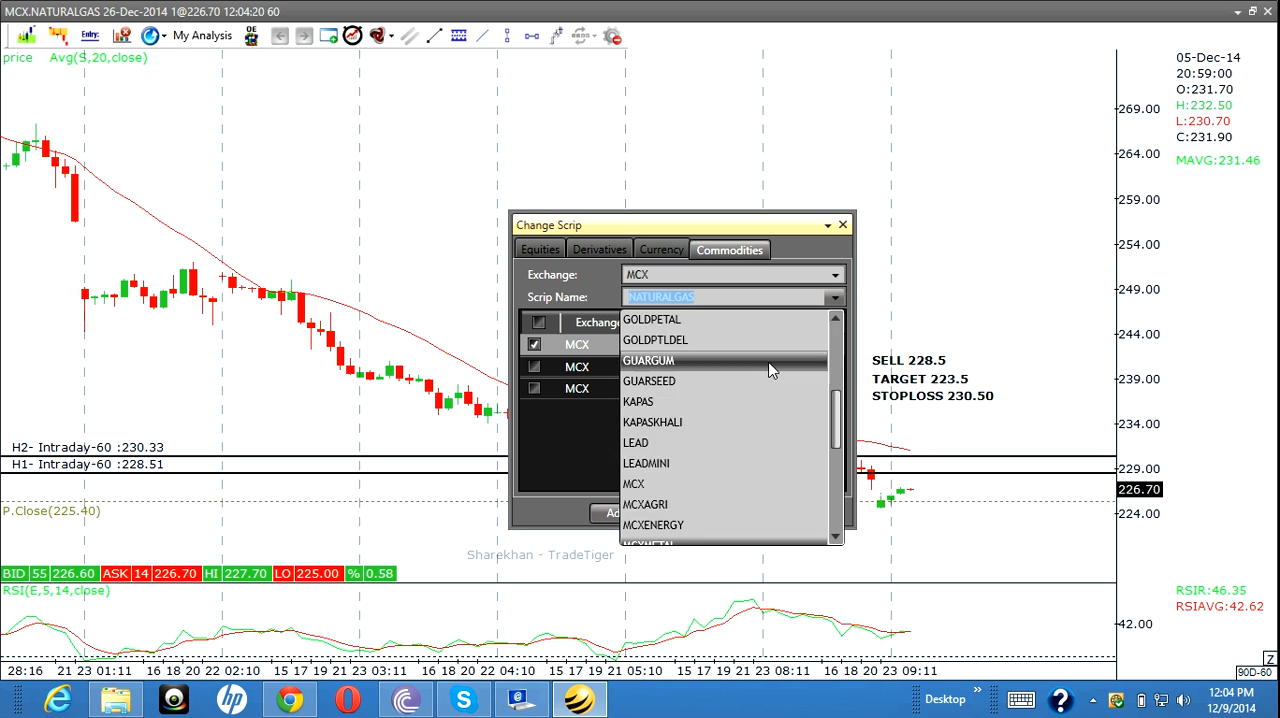 MCX.NATURALGAS 26-Dec-2014 1@226.70 12:04:20 60
Entry:
My Analysis
OE
price Avg(S,20,close)
05-Dec-14
20:59:00
O:231.70
H:232.50
L:230.70
C:231.90
MAVG:231.46
269.00
264.00
259.00
254.00
249.00
244.00
239.00
234.00
229.00
226.70
224.00
Change Scrip
Equities Derivatives Currency Commodities
Exchange: MCX
Scrip Name: NATURALGAS
Exchang
MCX
MCX
MCX
Ad
GOLDPETAL
GOLDPTLDEL
GUARGUM
GUARSEED
KAPAS
KAPASKHALI
LEAD
LEADMINI
MCX
MCXAGRI
MCXENERGY
MCXMETAL
SELL 228.5
TARGET 223.5
STOPLOSS 230.50
H2- Intraday-60 :230.33
H1- Intraday-60 :228.51
P.Close(225.40)
Sharekhan - TradeTiger
BID 55 226.60 ASK 14 226.70 HI 227.70 LO 225.00 % 0.58
RSI(E,5,14,close)
RSIR:46.35
RSIAVG:42.62
42.00
28:16 21 23 01:11 16 18 20 22 02:10 16 18 20 22 03:11 16 18 20 22 04:10 15 17 19 21 05:10 15 17 19 21 23 08:11 16 18 20 23 09:11
Z
90D-60
Desktop
12:04 PM
12/9/2014